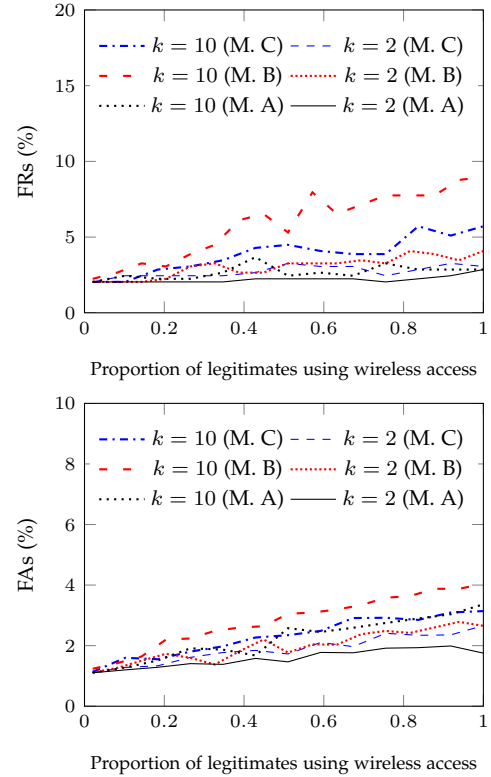 20
15
10
5
0
FRs (%)
k = 10 (M. C)
k = 2 (M. C)
k = 10 (M. B)
k = 2 (M. B)
k = 10 (M. A)
k = 2 (M. A)
0
0.2
0.4
0.6
0.8
1
Proportion of legitimates using wireless access
10
8
6
4
2
0
FAs (%)
k = 10 (M. C)
k = 2 (M. C)
k = 10 (M. B)
k = 2 (M. B)
k = 10 (M. A)
k = 2 (M. A)
0
0.2
0.4
0.6
0.8
1
Proportion of legitimates using wireless access